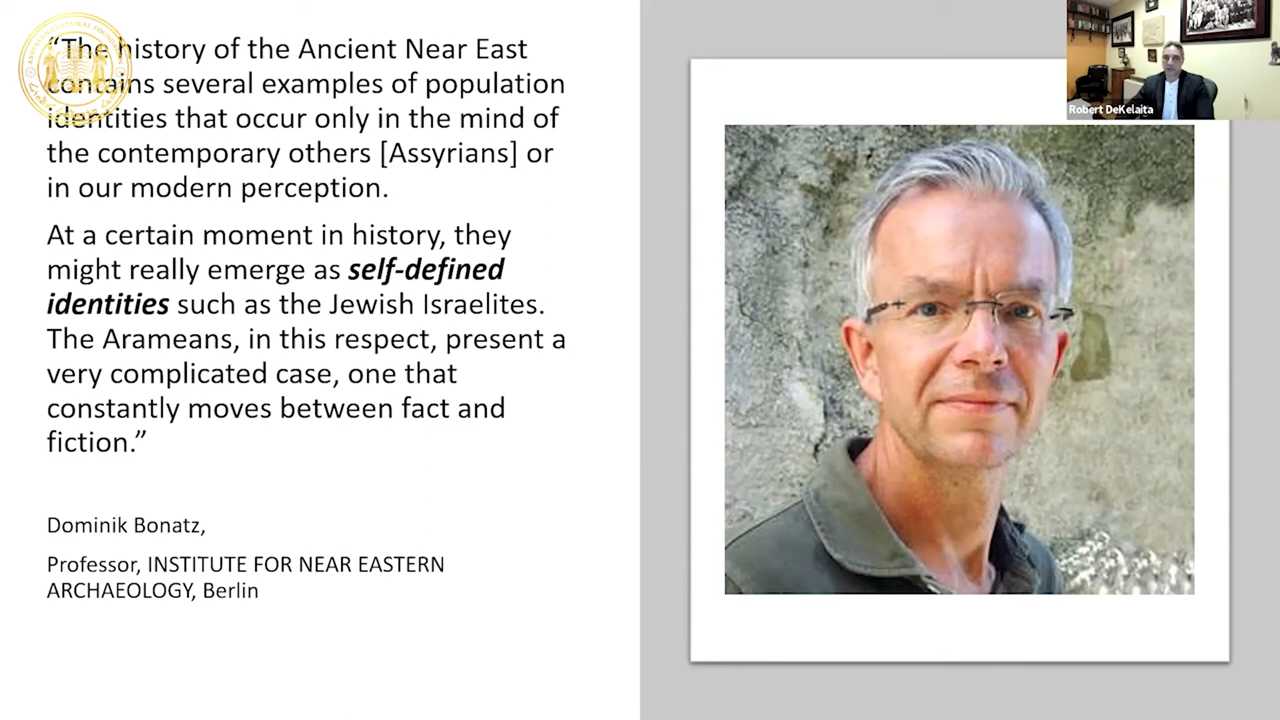 “The history of the Ancient Near East
contains several examples of population
identities that occur only in the mind of
the contemporary others [Assyrians] or
in our modern perception.
At a certain moment in history, they
might really emerge as self-defined
identities such as the Jewish Israelites.
The Arameans, in this respect, present a
very complicated case, one that
constantly moves between fact and
fiction.”
Dominik Bonatz,
Professor, INSTITUTE FOR NEAR EASTERN
ARCHAEOLOGY, Berlin
Robert DeKelaita